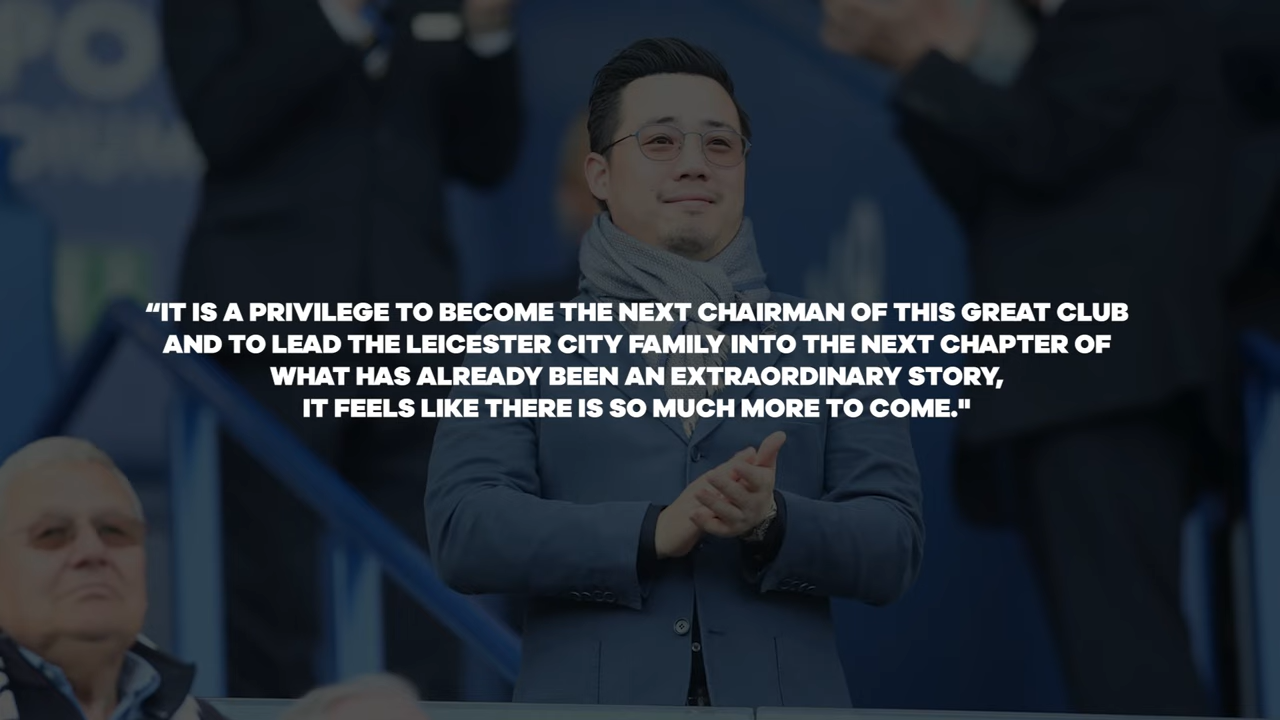 “IT IS A PRIVILEGE TO BECOME THE NEXT CHAIRMAN OF THIS GREAT CLUB
AND TO LEAD THE LEICESTER CITY FAMILY INTO THE NEXT CHAPTER OF
WHAT HAS ALREADY BEEN AN EXTRAORDINARY STORY,
IT FEELS LIKE THERE IS SO MUCH MORE TO COME."